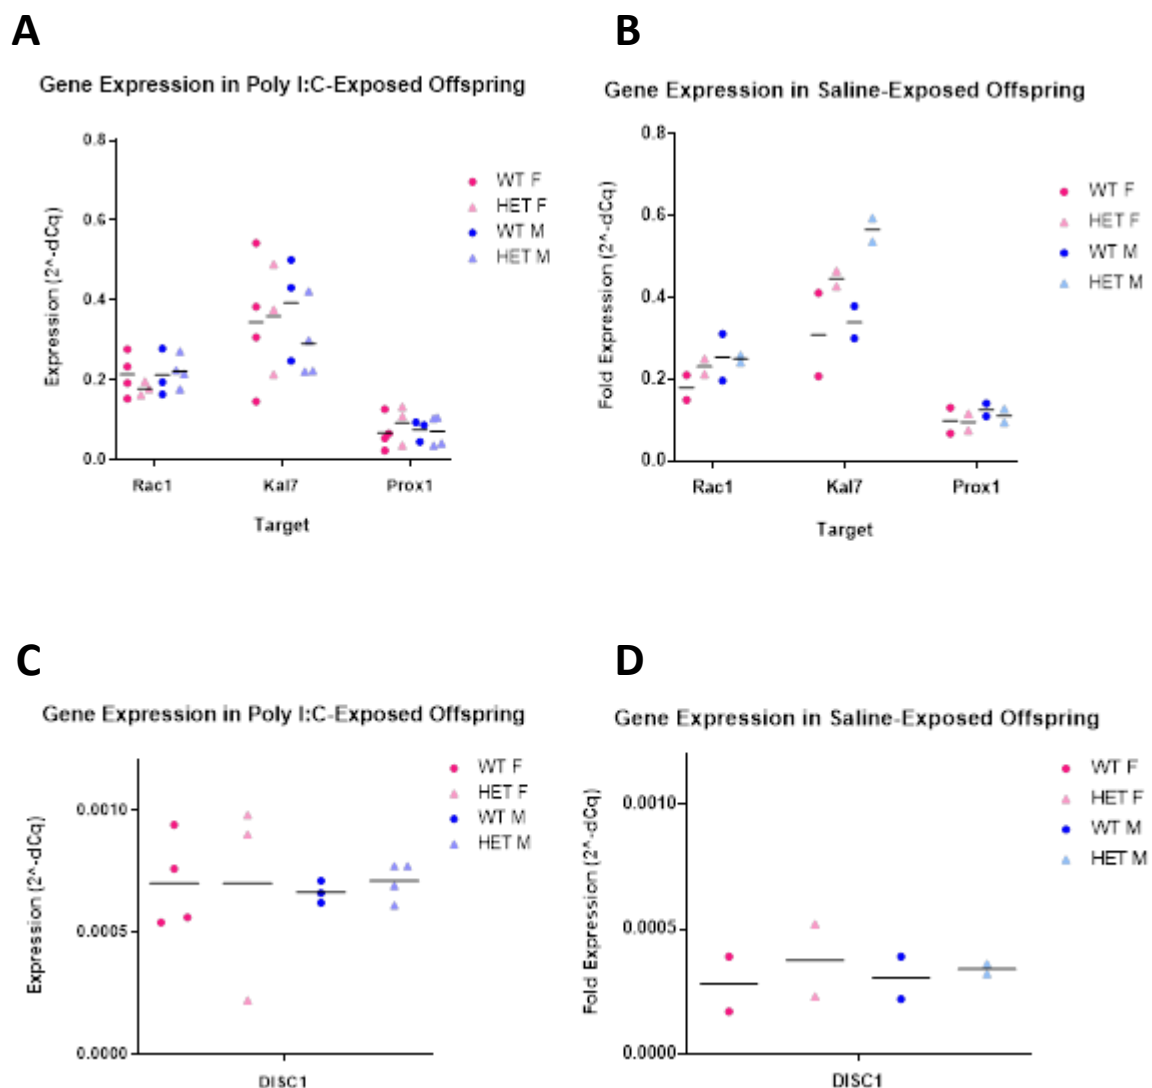 A
Gene Expression in Poly I:C-Exposed Offspring
Expression (2^-dCq)
0.8
0.6
0.4
0.2
0.0
Rac1
Kal7
Prox1
Target
WT F
HET F
WT M
HET M
B
Gene Expression in Saline-Exposed Offspring
Fold Expression (2^-dCq)
0.8
0.6
0.4
0.2
0.0
Rac1
Kal7
Prox1
Target
WT F
HET F
WT M
HET M
C
Gene Expression in Poly I:C-Exposed Offspring
Expression (2^-dCq)
0.0010
0.0005
0.0000
DISC1
WT F
HET F
WT M
HET M
D
Gene Expression in Saline-Exposed Offspring
Fold Expression (2^-dCq)
0.0010
0.0005
0.0000
DISC1
WT F
HET F
WT M
HET M